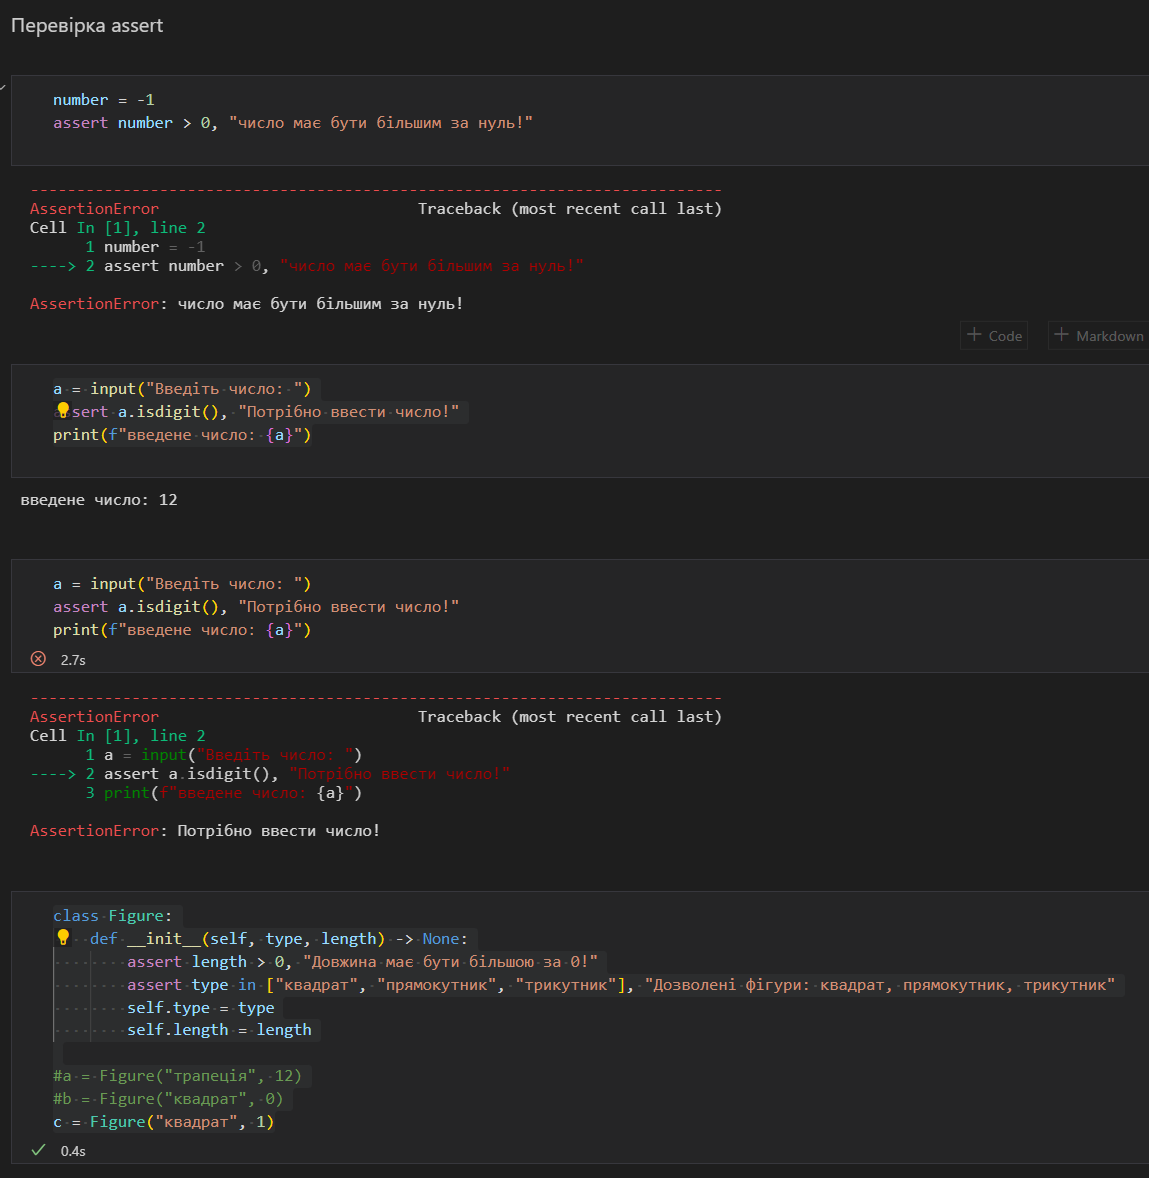 Перевірка assert
number = -1
assert number > 0, "число має бути більшим за нуль!"
---------------------------------------------------------------------------
AssertionError                            Traceback (most recent call last)
Cell In [1], line 2
      1 number = -1
----> 2 assert number > 0, "число має бути більшим за нуль!"
AssertionError: число має бути більшим за нуль!
+ Code + Markdown
a = input("Введіть число: ")
sert a.isdigit(), "Потрібно ввести число!"
print(f"введене число: {a}")
введене число: 12
a = input("Введіть число: ")
assert a.isdigit(), "Потрібно ввести число!"
print(f"введене число: {a}")
2.7s
---------------------------------------------------------------------------
AssertionError                            Traceback (most recent call last)
Cell In [1], line 2
      1 a = input("Введіть число: ")
----> 2 assert a.isdigit(), "Потрібно ввести число!"
      3 print(f"введене число: {a}")
AssertionError: Потрібно ввести число!
class Figure:
    def __init__(self, type, length) -> None:
        assert length > 0, "Довжина має бути більшою за 0!"
        assert type in ["квадрат", "прямокутник", "трикутник"], "Дозволені фігури: квадрат, прямокутник, трикутник"
        self.type = type
        self.length = length
#a = Figure("трапеція", 12)
#b = Figure("квадрат", 0)
c = Figure("квадрат", 1)
0.4s